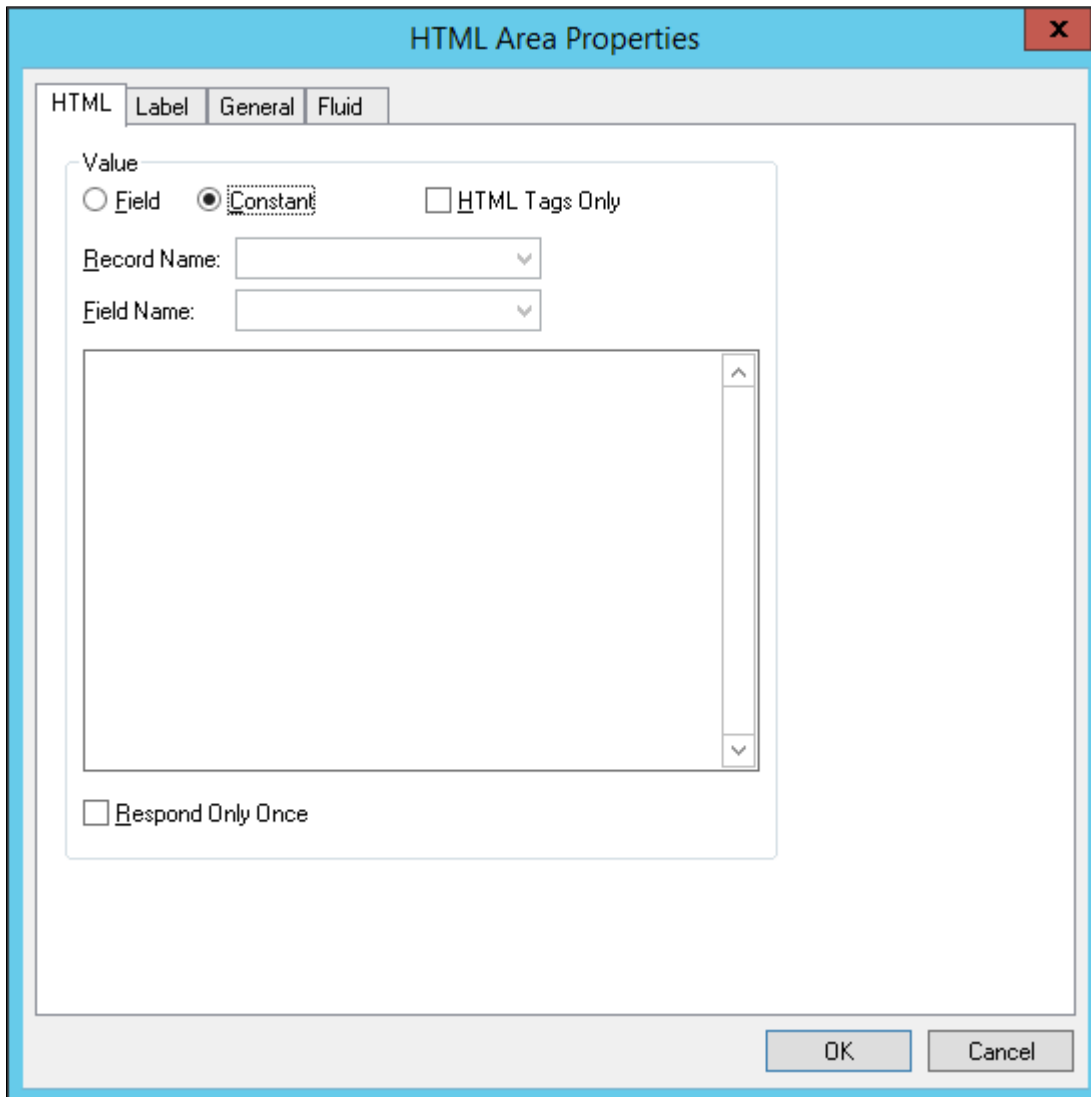 HTML Area Properties
x
HTML Label General Fluid
Value
Field Constant HTML Tags Only
Record Name:
Field Name:
Respond Only Once
OK Cancel